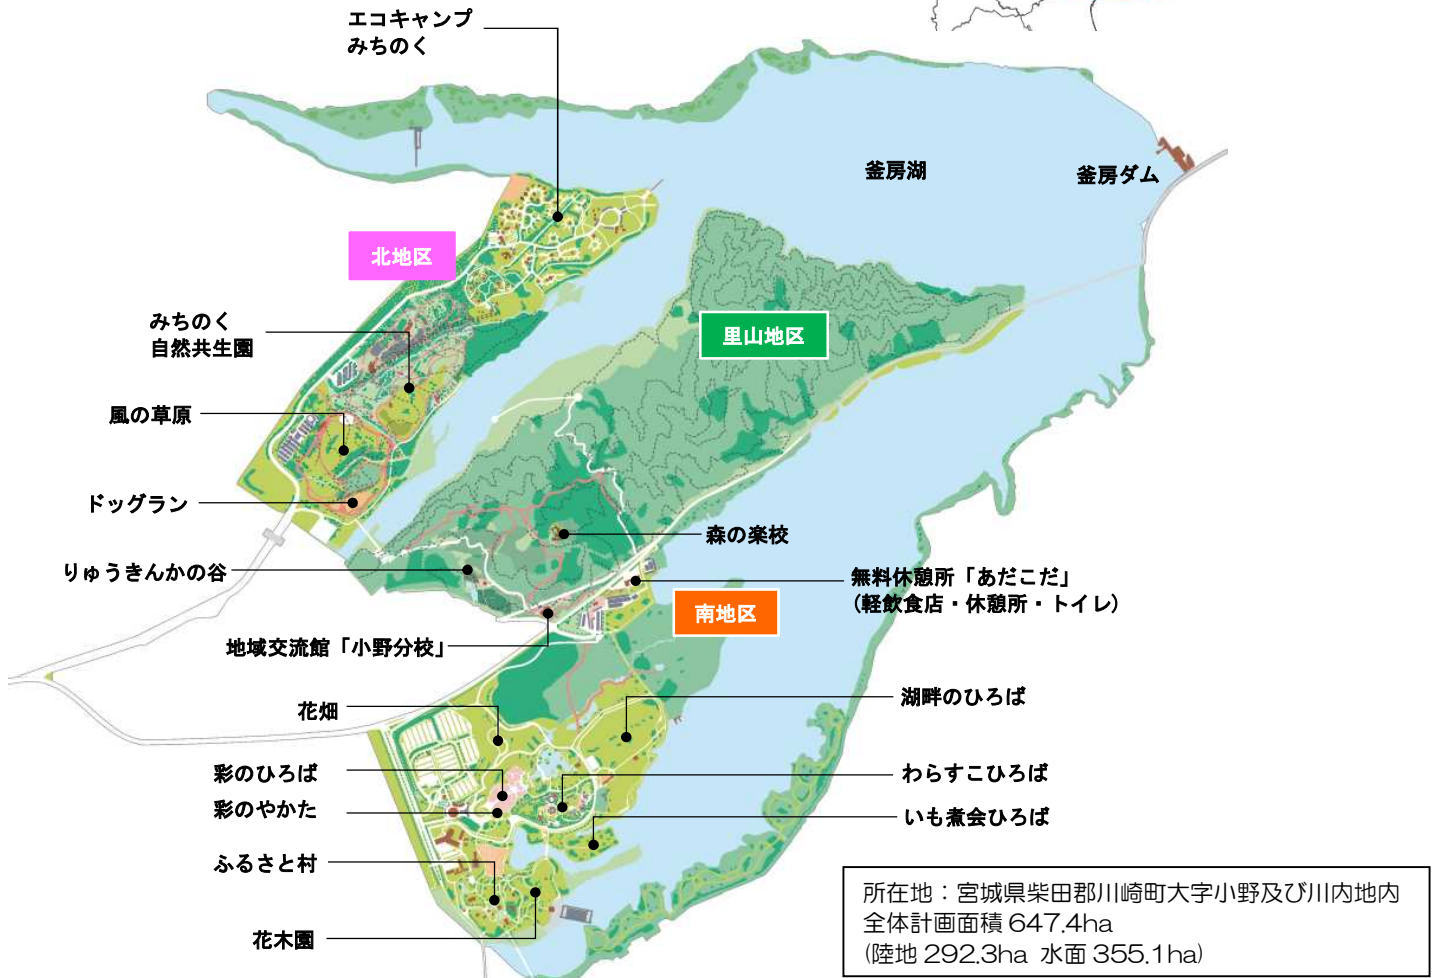 エコキャンプ
みちのく
釜房湖
釜房ダム
北地区
みちのく
自然共生園
里山地区
風の草原
ドッグラン
森の楽校
りゅうきんかの谷
無料休憩所「あだこだ」
(軽飲食店・休憩所・トイレ)
南地区
地域交流館「小野分校」
花畑
湖畔のひろば
彩のひろば
わらすこひろば
彩のやかた
いも煮会ひろば
ふるさと村
花木園
所在地：宮城県柴田郡川崎町大字小野及び川内地内
全体計画面積 647.4ha
(陸地 292.3ha 水面 355.1ha)